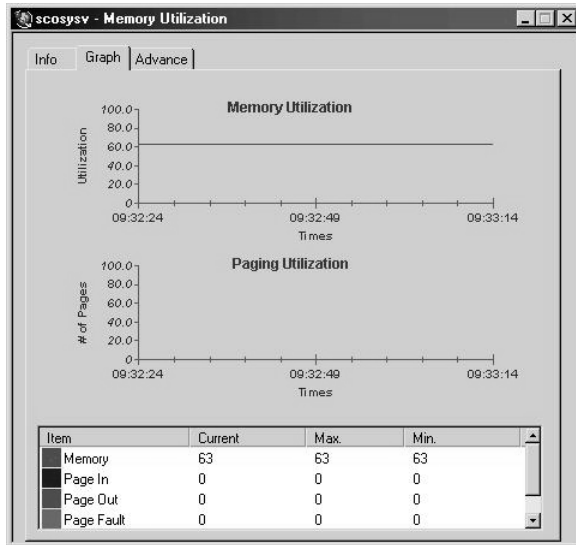 scosysv - Memory Utilization
Info Graph Advance
Memory Utilization
100.0
80.0
60.0
40.0
20.0
0
Utilization
09:32:24 09:32:49 09:33:14
Times
Paging Utilization
100.0
80.0
60.0
40.0
20.0
0
# of Pages
09:32:24 09:32:49 09:33:14
Times
Item Current Max. Min.
Memory 63 63 63
Page In 0 0 0
Page Out 0 0 0
Page Fault 0 0 0